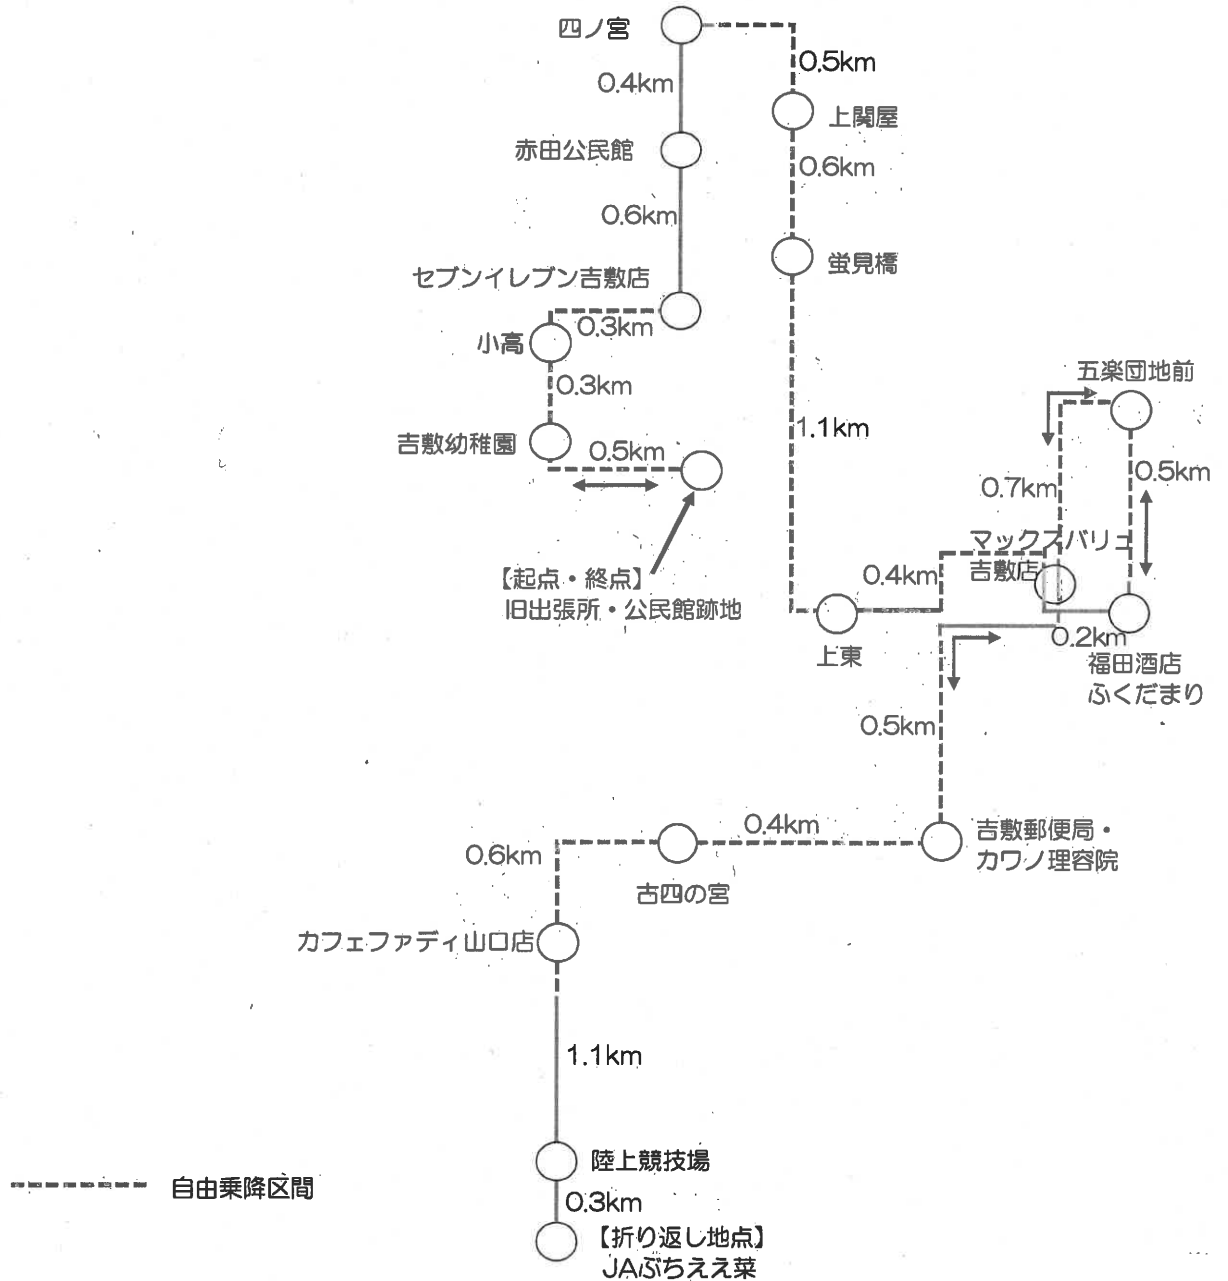 四ノ宮
0.5km
0.4km
上関屋
赤田公民館
0.6km
0.6km
蛍見橋
セブンイレブン吉敷店
0.3km
小高
五楽団地前
0.3km
1.1km
吉敷幼稚園
0.5km
0.5km
0.7km
マックスバリュ
吉敷店
【起点・終点】
旧出張所・公民館跡地
0.4km
0.2km
上東
福田酒店
ふくだまり
0.5km
0.4km
吉敷郵便局・
カワノ理容院
0.6km
古四の宮
カフェファディ山口店
1.1km
陸上競技場
自由乗降区間
0.3km
【折り返し地点】
JAぶちええ菜